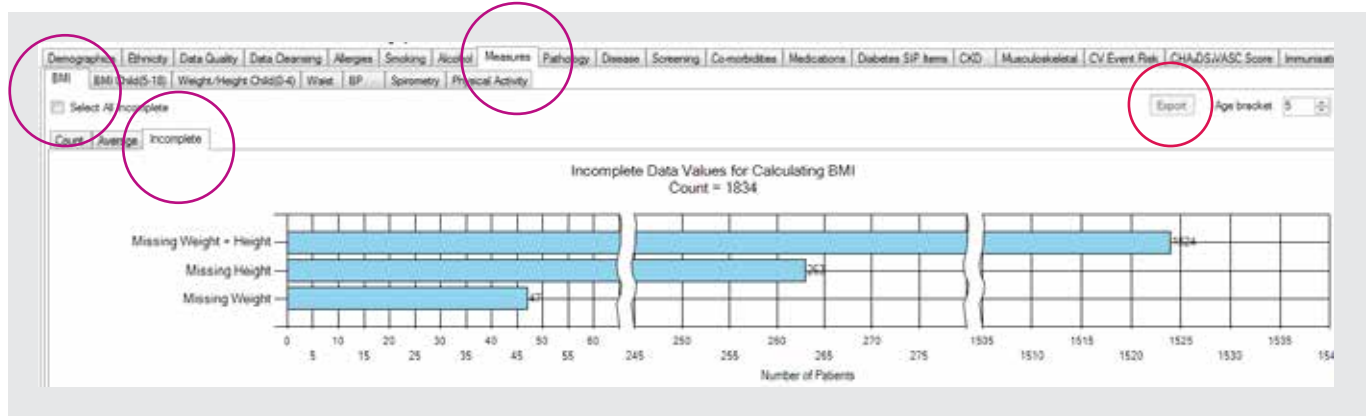 Demographics Ethnicity Data Quality Data Cleansing Allergies Smoking Alcohol Measures Pathology Disease Screening Co-morbidities Medications Diabetes SIP Items CKD Musculoskeletal CV Event Risk CHA2DS2-VASC Score Immunisati
BMI BMI Child(5-18) Weight/Height Child(0-4) Waist BP Spirometry Physical Activity
Select All Incomplete Export Age bracket 5
Count Average Incomplete
Incomplete Data Values for Calculating BMI
Count = 1834
Missing Weight + Height 1524
Missing Height 263
Missing Weight 47
0 10 20 30 40 50 60 250 260 270 1505 1515 1525 1535
5 15 25 35 45 55 245 255 265 275 1510 1520 1530 154
Number of Patients